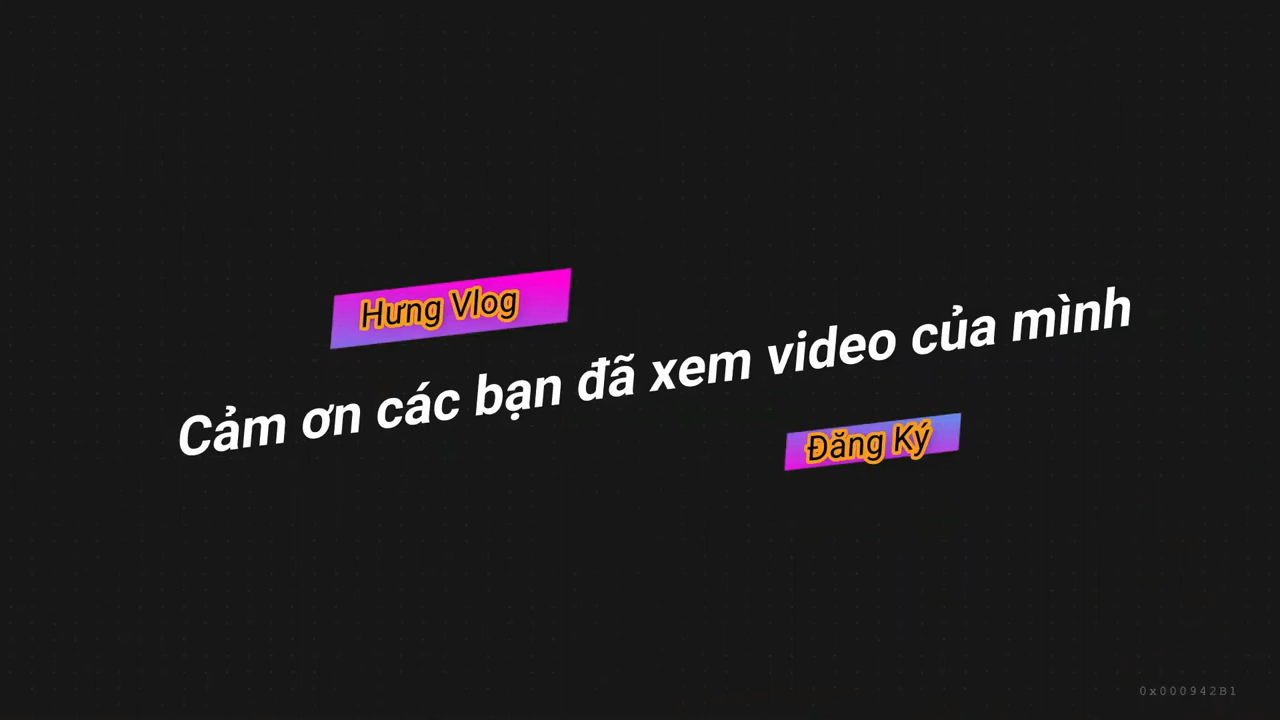 Hưng Vlog
Cảm ơn các bạn đã xem video của mình
Đăng Ký
0x000942B1